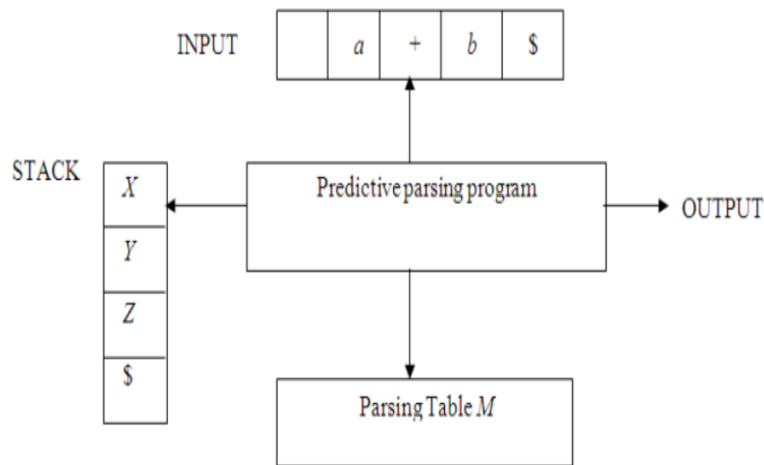 INPUT a + b $
STACK
X
Y
Z
$
Predictive parsing program
OUTPUT
Parsing Table M